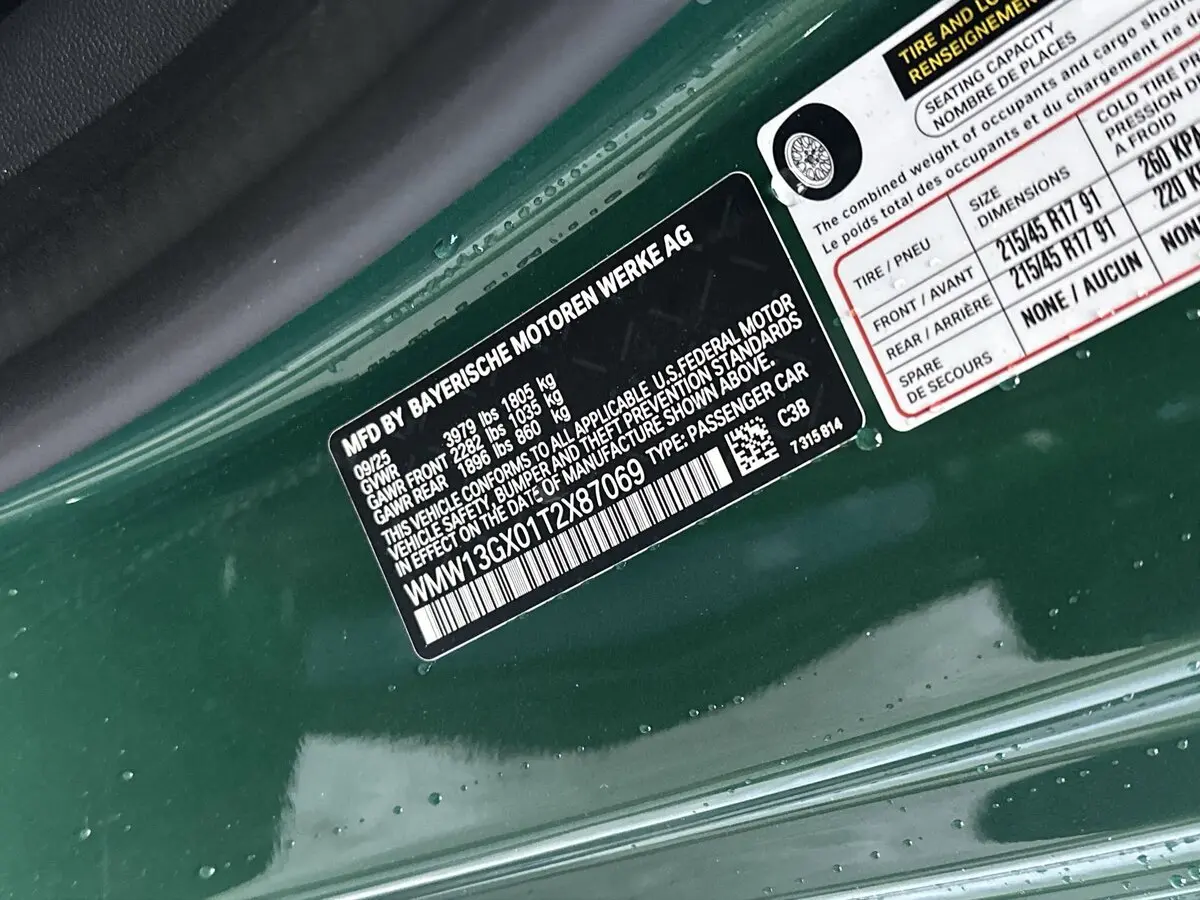 MFD BY BAYERISCHE MOTOREN WERKE AG
09/25
GVWR 3979 lbs 1805 kg
GAWR FRONT 2282 lbs 1035 kg
GAWR REAR 1896 lbs 860 kg
THIS VEHICLE CONFORMS TO ALL APPLICABLE U.S.FEDERAL MOTOR
VEHICLE SAFETY, BUMPER AND THEFT PREVENTION STANDARDS
IN EFFECT ON THE DATE OF MANUFACTURE SHOWN ABOVE.
WMW13GX01T2X87069 TYPE: PASSENGER CAR
C3B
7 315 814
TIRE AND
RENSEIGNEMEN
SEATING CAPACITY
NOMBRE DE PLACES
The combined weight of occupants and cargo shou
Le poids total des occupants et du chargement ne d
TIRE / PNEU
SIZE
DIMENSIONS
COLD TIRE PR
PRESSION D
A FROID
FRONT / AVANT 215/45 R17 91 260 KPA
REAR / ARRIÈRE 215/45 R17 91 220 K
SPARE
DE SECOURS
NONE / AUCUN NON